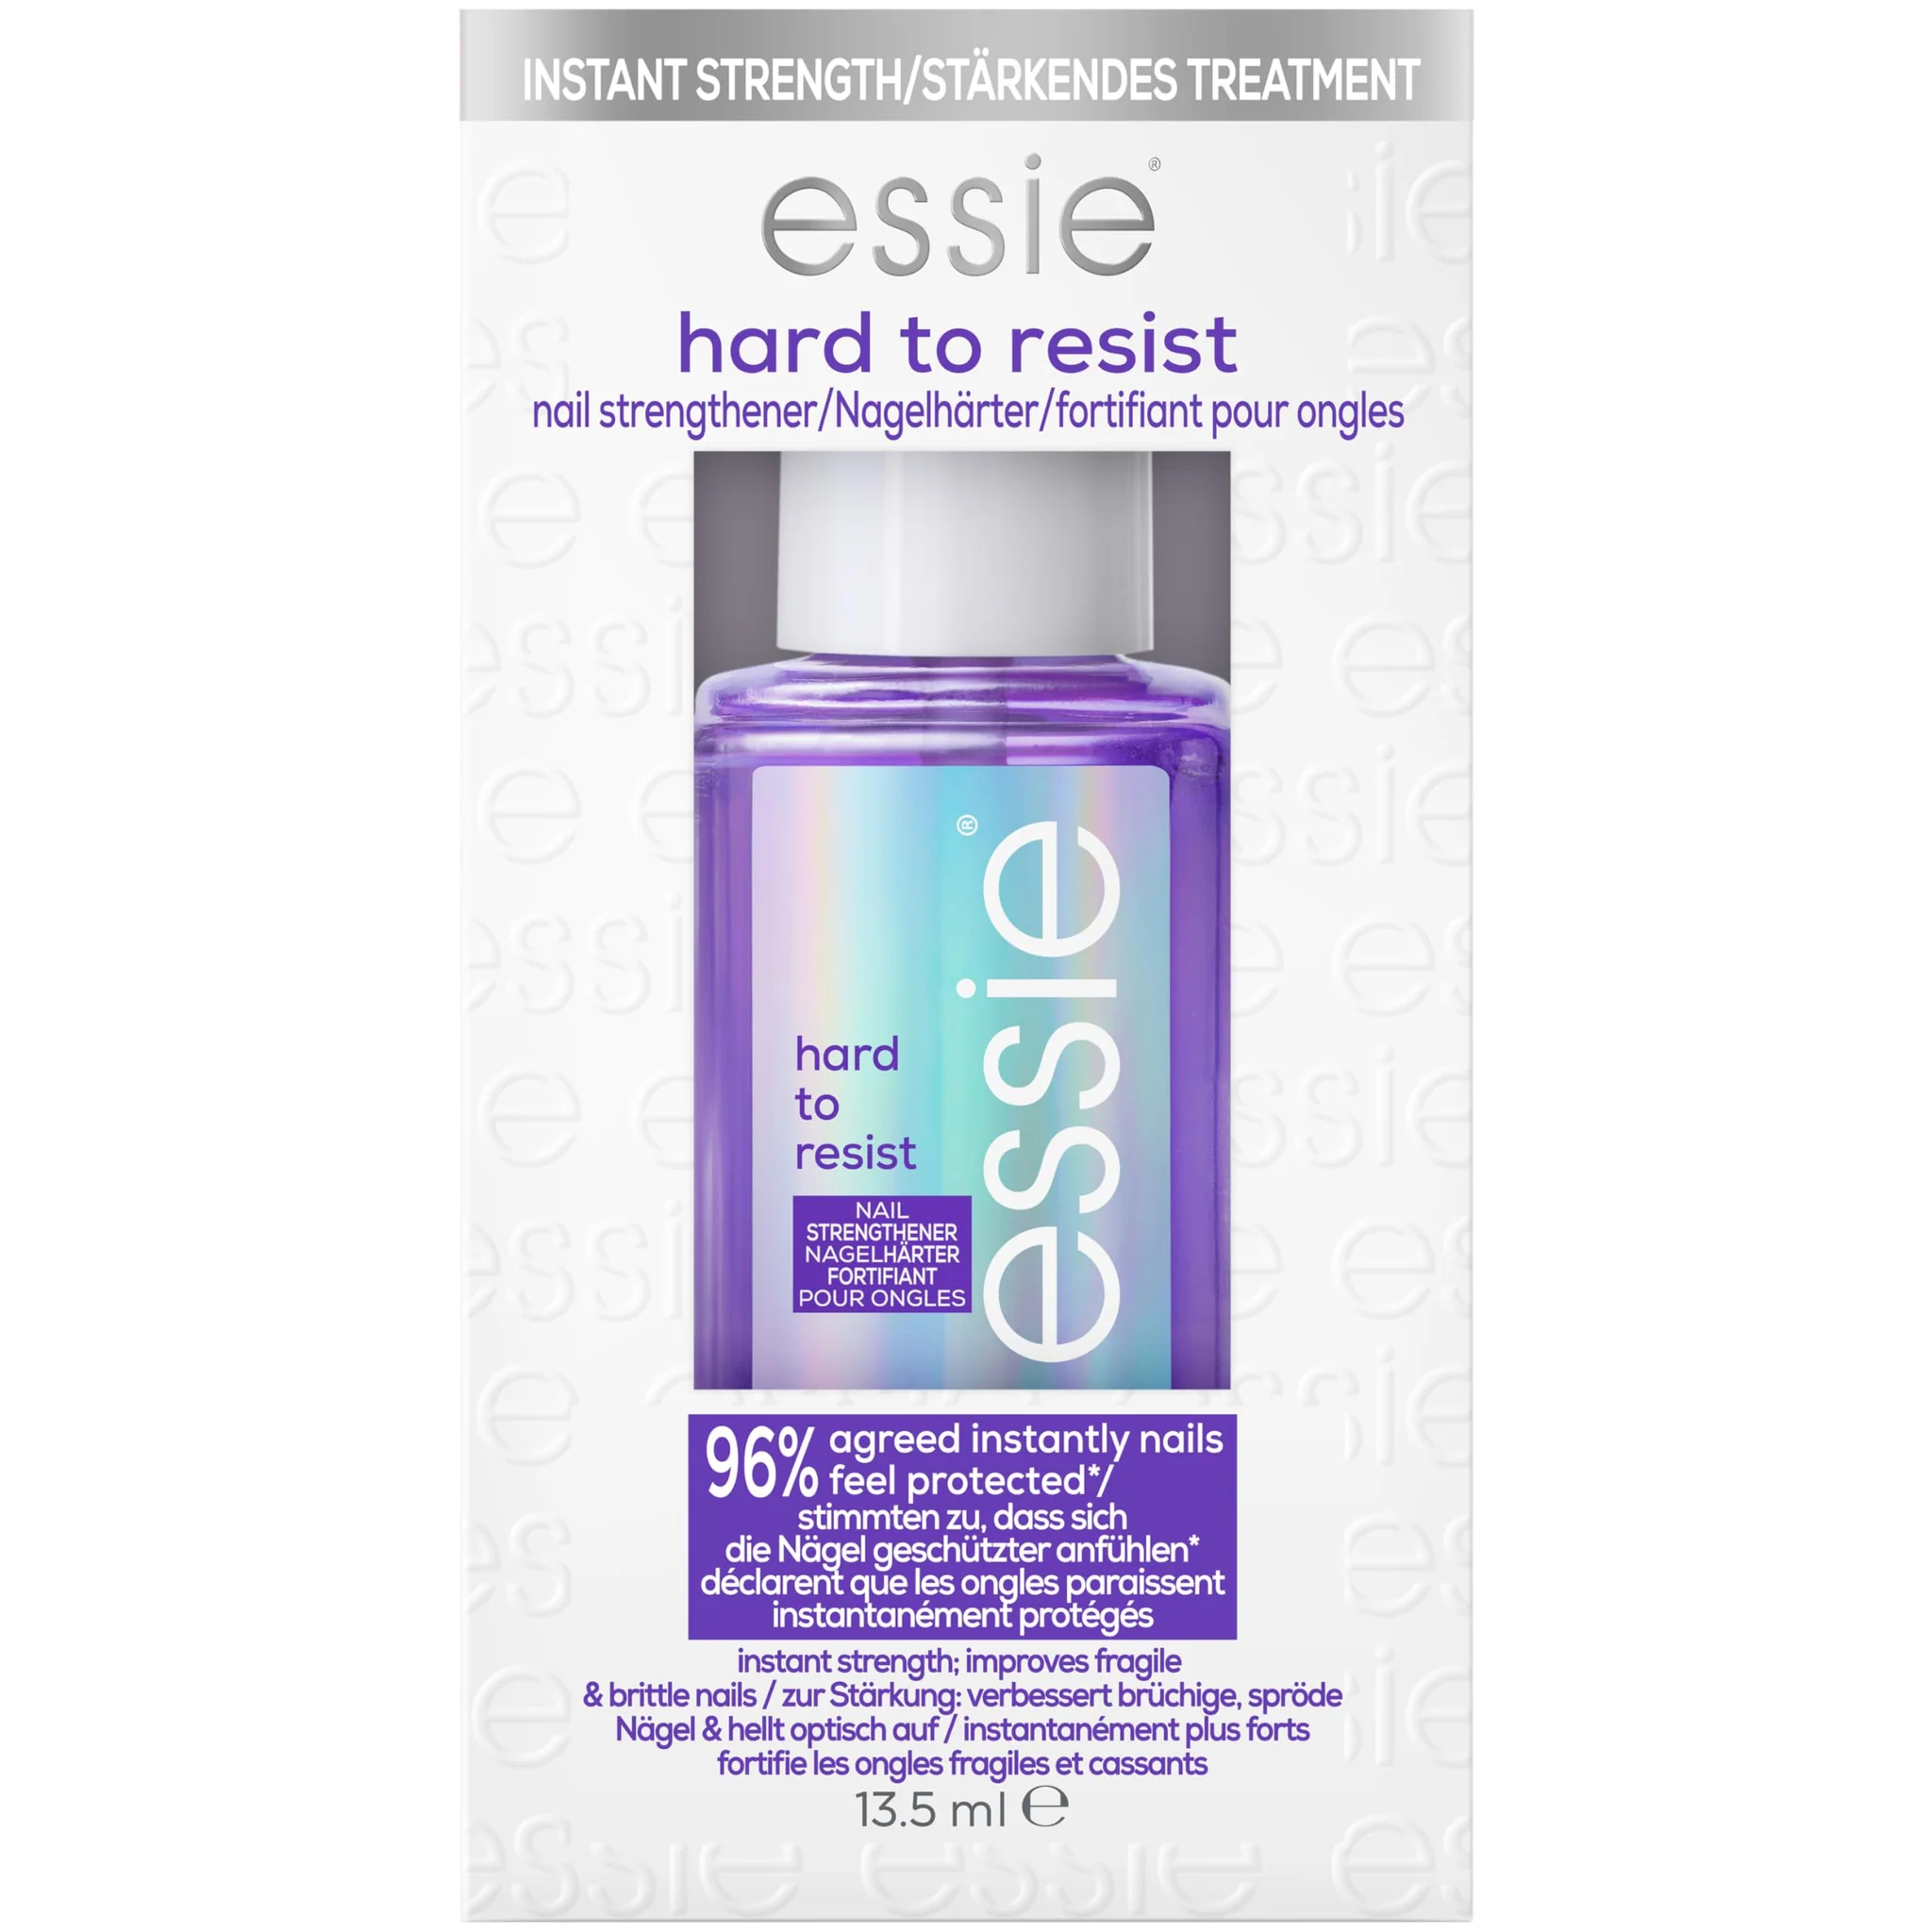 INSTANT STRENGTH/STÄRKENDES TREATMENT
essie®
hard to resist
nail strengthener/Nagelhärter/fortifiant pour ongles
essie®
hard
to
resist
NAIL
STRENGTHENER
NAGELHÄRTER
FORTIFIANT
POUR ONGLES
96% agreed instantly nails
feel protected*/
stimmten zu, dass sich
die Nägel geschützter anfühlen*
déclarent que les ongles paraissent
instantanément protégés
instant strength; improves fragile
& brittle nails / zur Stärkung: verbessert brüchige, spröde
Nägel & hellt optisch auf / instantanément plus forts
fortifie les ongles fragiles et cassants
13.5 ml ℮